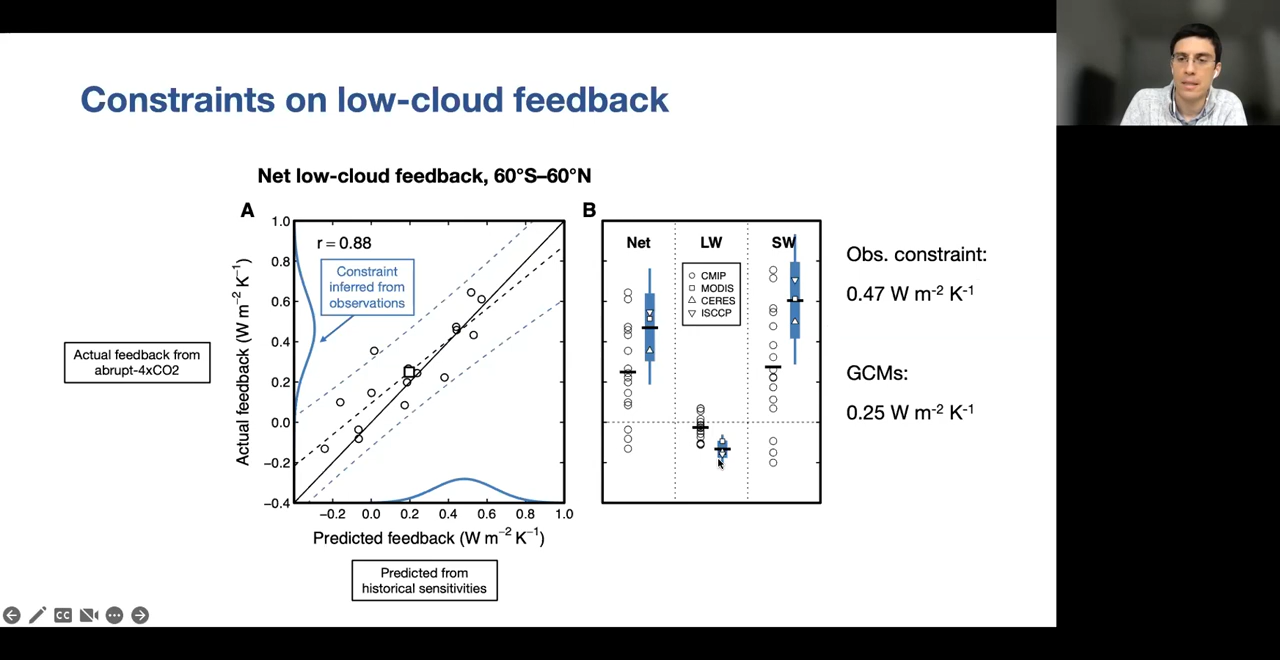 Constraints on low-cloud feedback
Net low-cloud feedback, 60°S–60°N
A
B
r = 0.88
Constraint
inferred from
observations
1.0
0.8
0.6
0.4
0.2
0.0
−0.2
−0.4
Actual feedback (W m⁻² K⁻¹)
Actual feedback from
abrupt-4xCO2
−0.2
0.0
0.2
0.4
0.6
0.8
1.0
Predicted feedback (W m⁻² K⁻¹)
Predicted from
historical sensitivities
Net
LW
SW
CMIP
MODIS
CERES
ISCCP
Obs. constraint:
0.47 W m⁻² K⁻¹
GCMs:
0.25 W m⁻² K⁻¹
CC